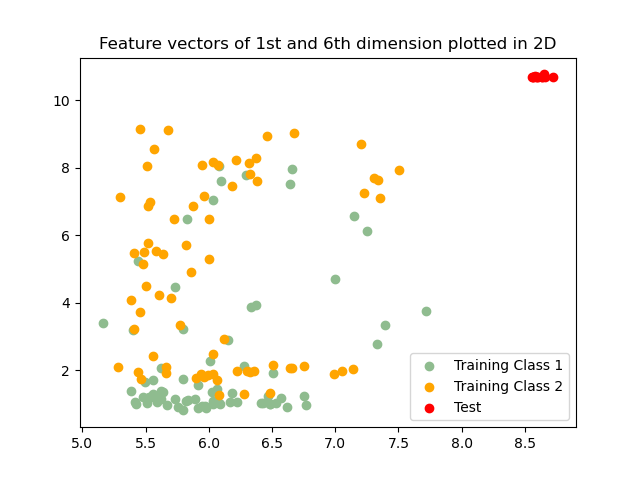 Feature vectors of 1st and 6th dimension plotted in 2D
10
8
6
4
2
5.0 5.5 6.0 6.5 7.0 7.5 8.0 8.5
Training Class 1
Training Class 2
Test